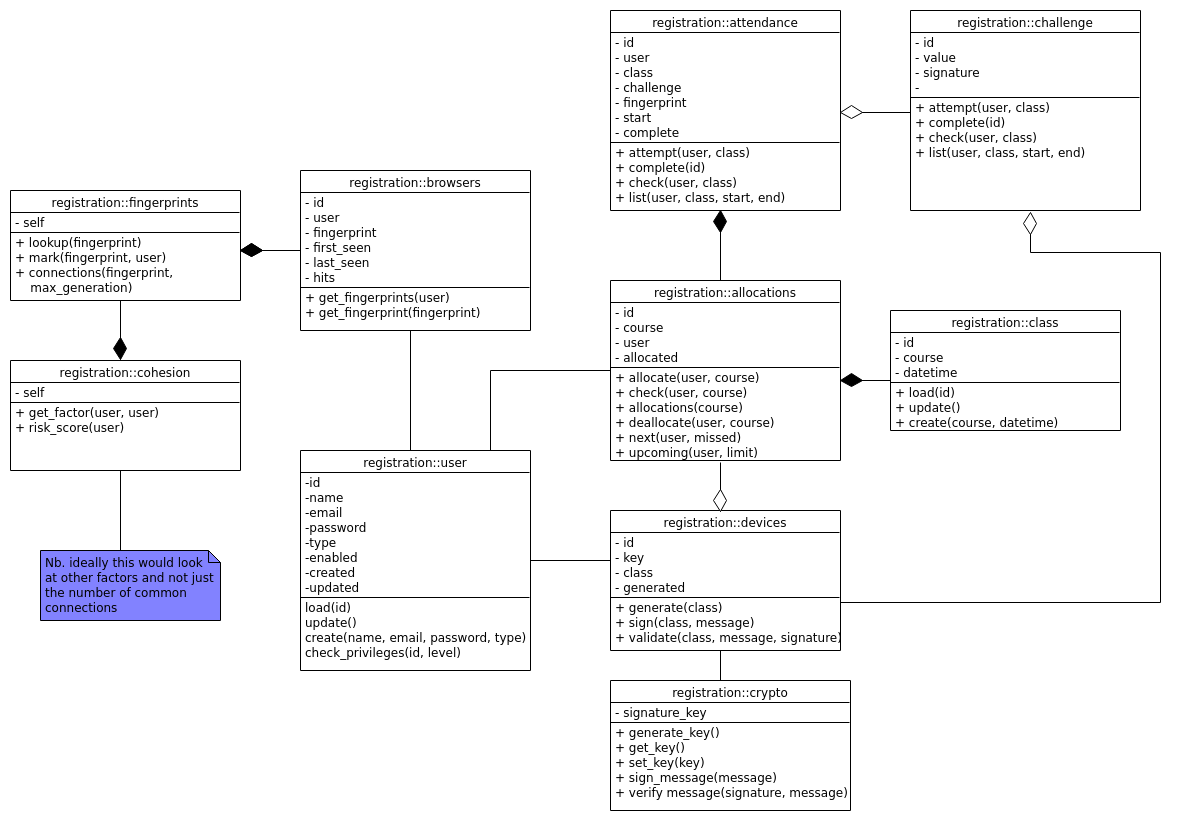 registration::attendance
- id
- user
- class
- challenge
- fingerprint
- start
- complete
+ attempt(user, class)
+ complete(id)
+ check(user, class)
+ list(user, class, start, end)
registration::challenge
- id
- value
- signature
-
+ attempt(user, class)
+ complete(id)
+ check(user, class)
+ list(user, class, start, end)
registration::browsers
- id
- user
- fingerprint
- first_seen
- last_seen
- hits
+ get_fingerprints(user)
+ get_fingerprint(fingerprint)
registration::fingerprints
- self
+ lookup(fingerprint)
+ mark(fingerprint, user)
+ connections(fingerprint,
max_generation)
registration::allocations
- id
- course
- user
- allocated
+ allocate(user, course)
+ check(user, course)
+ allocations(course)
+ deallocate(user, course)
+ next(user, missed)
+ upcoming(user, limit)
registration::class
- id
- course
- datetime
+ load(id)
+ update()
+ create(course, datetime)
registration::cohesion
- self
+ get_factor(user, user)
+ risk_score(user)
registration::user
-id
-name
-email
-password
-type
-enabled
-created
-updated
load(id)
update()
create(name, email, password, type)
check_privileges(id, level)
registration::devices
- id
- key
- class
- generated
+ generate(class)
+ sign(class, message)
+ validate(class, message, signature)
Nb. ideally this would look
at other factors and not just
the number of common
connections
registration::crypto
- signature_key
+ generate_key()
+ get_key()
+ set_key(key)
+ sign_message(message)
+ verify message(signature, message)